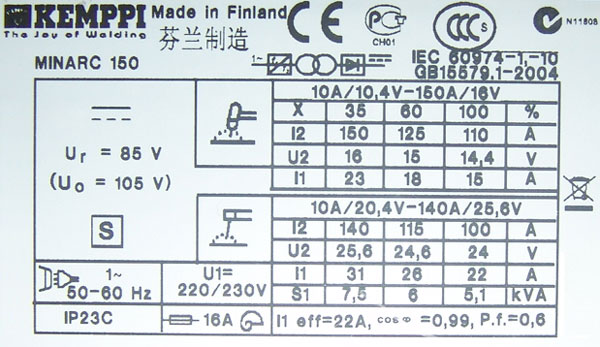 KEMPPI Made in Finland
The Joy of Welding 芬兰制造
CE
PC
CH01
CCC S
N11808
MINARC 150
1~
IEC 60974-1,-10
GB15579.1-2004
10A/10,4V-150A/16V
X 35 60 100 %
I2 150 125 110 A
U2 16 15 14,4 V
I1 23 18 15 A
Ur = 85 V
(Uo = 105 V)
S
10A/20,4V-140A/25,6V
I2 140 115 100 A
U2 25,6 24,6 24 V
I1 31 26 22 A
S1 7,5 6 5,1 kVA
1~
50-60 Hz
U1=
220/230V
IP23C
16A
I1 eff=22A, cos φ =0,99, P.f.=0,6